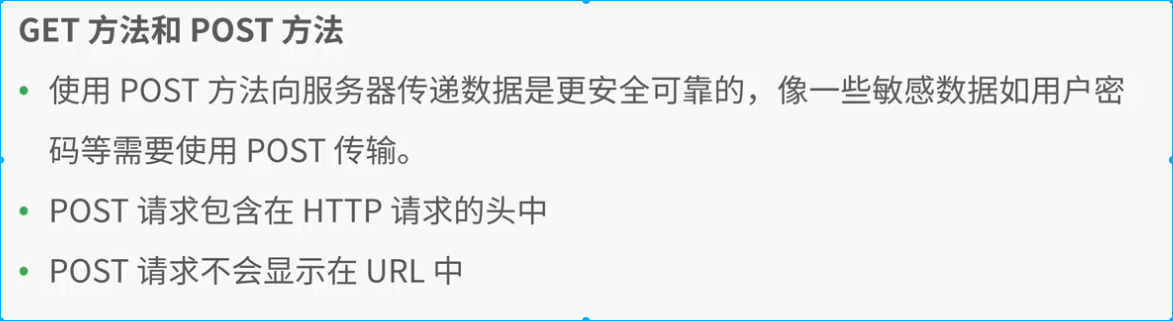 GET 方法和 POST 方法
• 使用 POST 方法向服务器传递数据是更安全可靠的，像一些敏感数据如用户密
码等需要使用 POST 传输。
• POST 请求包含在 HTTP 请求的头中
• POST 请求不会显示在 URL 中